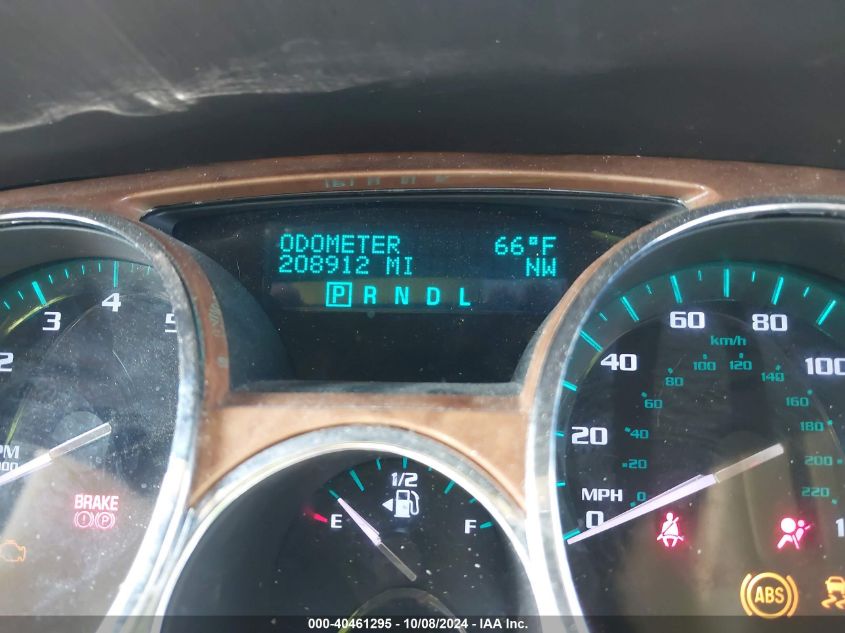 ODOMETER 66°F
208912 MI NW
P R N D L
2 3 4 5
BRAKE
P
1/2
E F
0 20 40 60 80 100
MPH
km/h
0 20 40 60 80 100 120 140 160 180 200 220
ABS
000-40461295 - 10/08/2024 - IAA Inc.